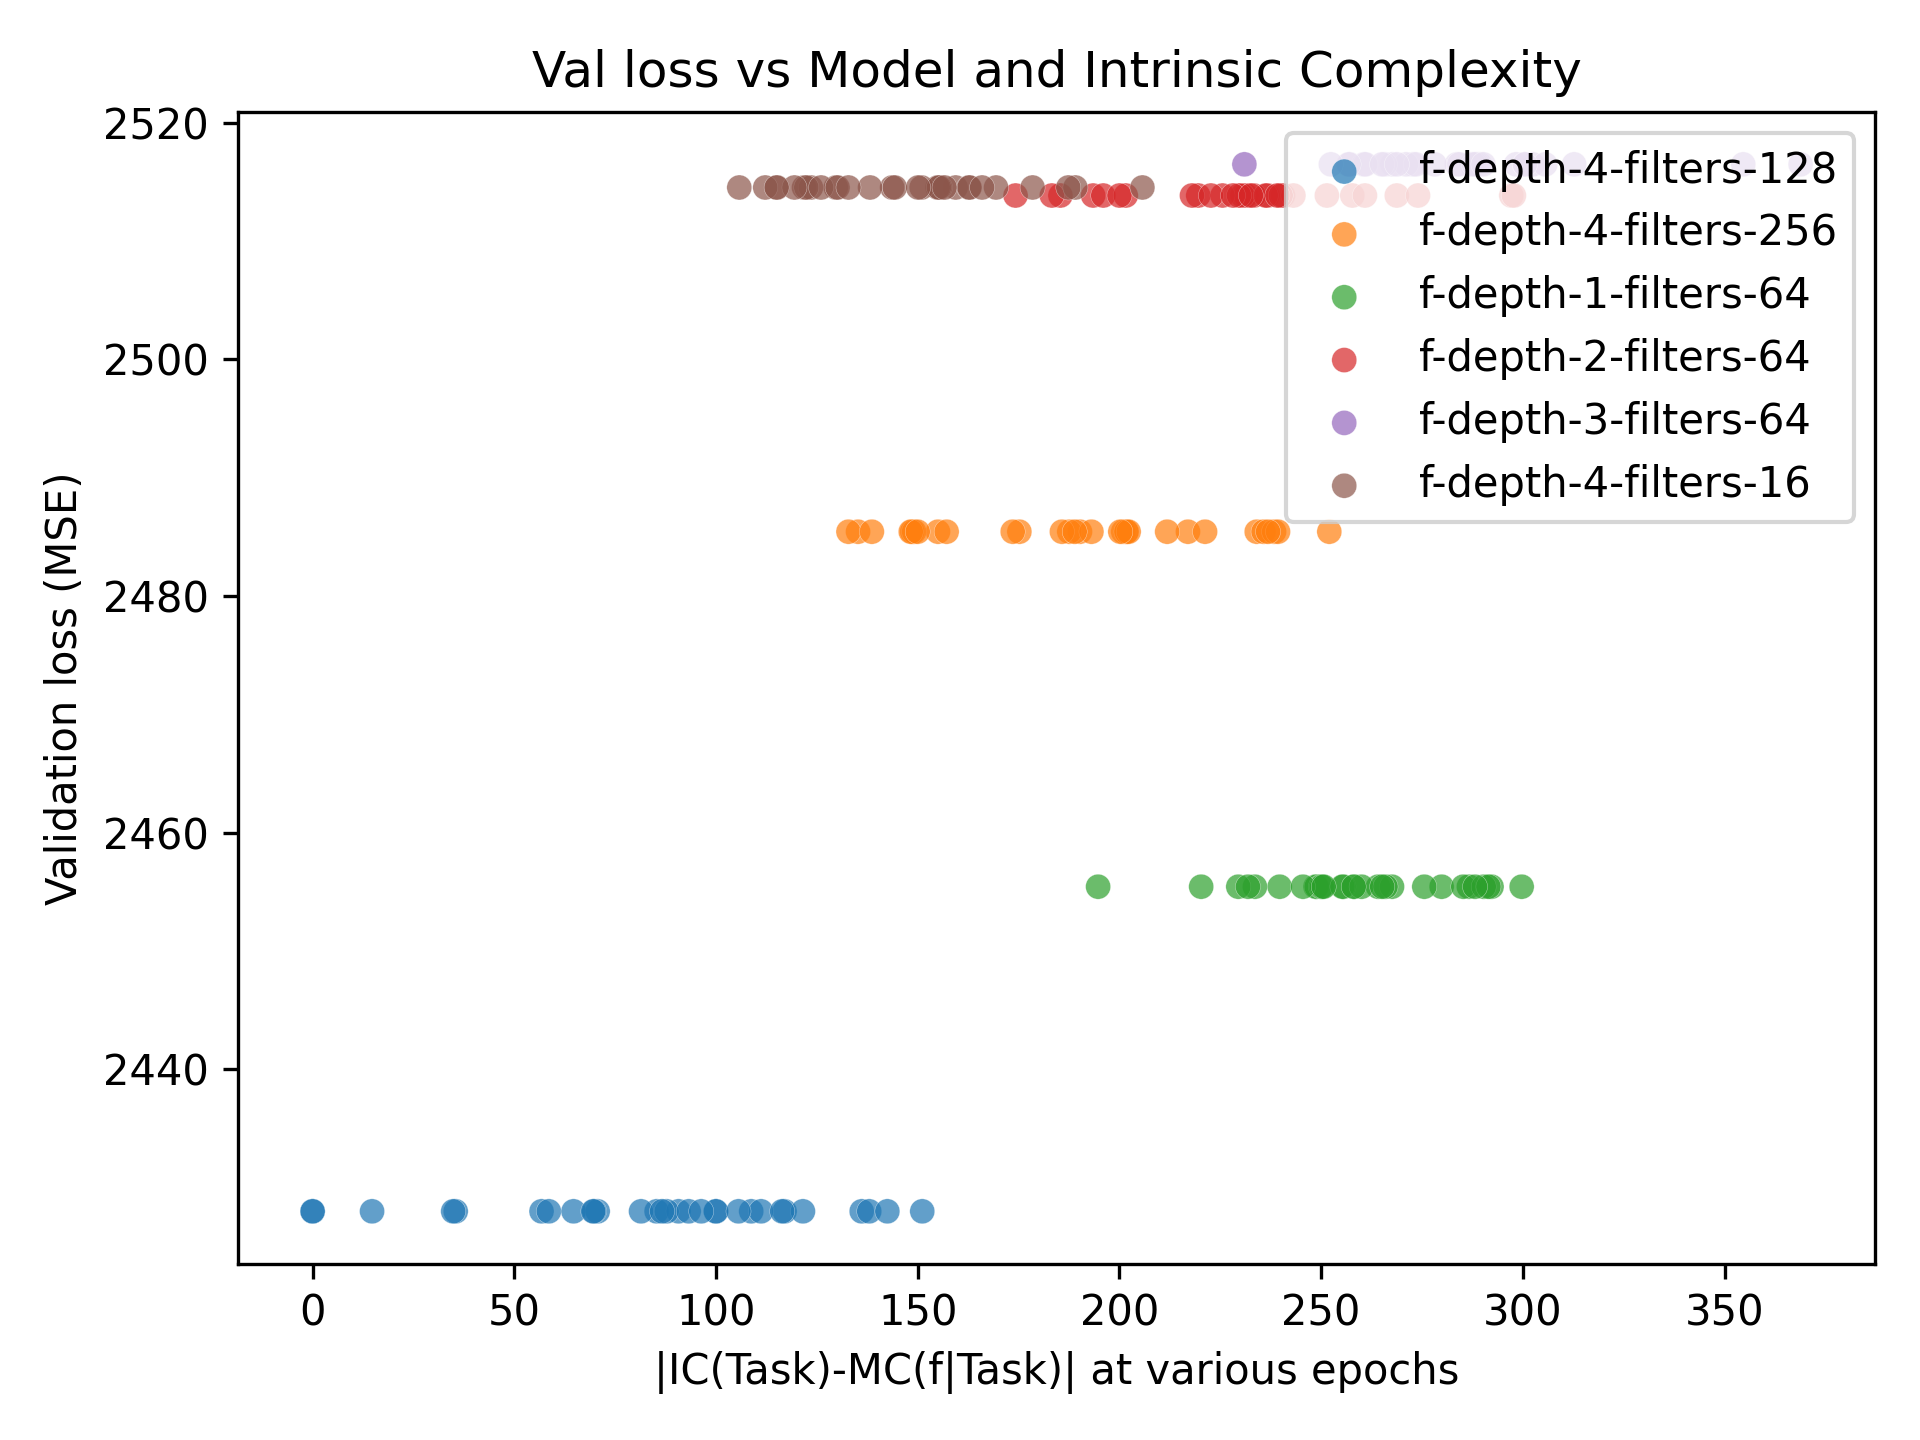 Val loss vs Model and Intrinsic Complexity
2520
2500
2480
2460
2440
Validation loss (MSE)
f-depth-4-filters-128
f-depth-4-filters-256
f-depth-1-filters-64
f-depth-2-filters-64
f-depth-3-filters-64
f-depth-4-filters-16
0 50 100 150 200 250 300 350
|IC(Task)-MC(f|Task)| at various epochs